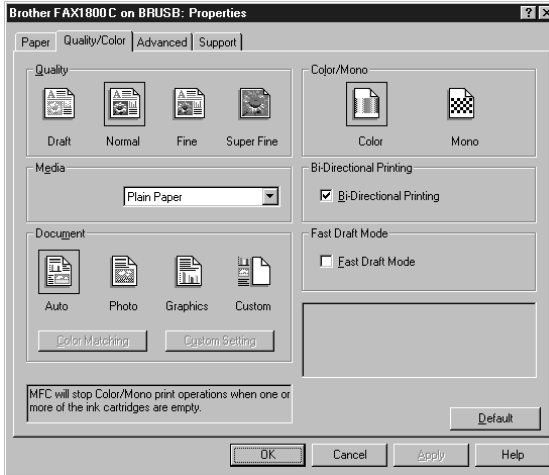 Brother FAX1800C on BRUSB: Properties
Paper Quality/Color Advanced Support
Quality
Draft Normal Fine Super Fine
Color/Mono
Color Mono
Media
Plain Paper
Bi-Directional Printing
Bi-Directional Printing
Document
Auto Photo Graphics Custom
Color Matching Custom Setting
Fast Draft Mode
Fast Draft Mode
MFC will stop Color/Mono print operations when one or
more of the ink cartridges are empty.
Default
OK Cancel Apply Help